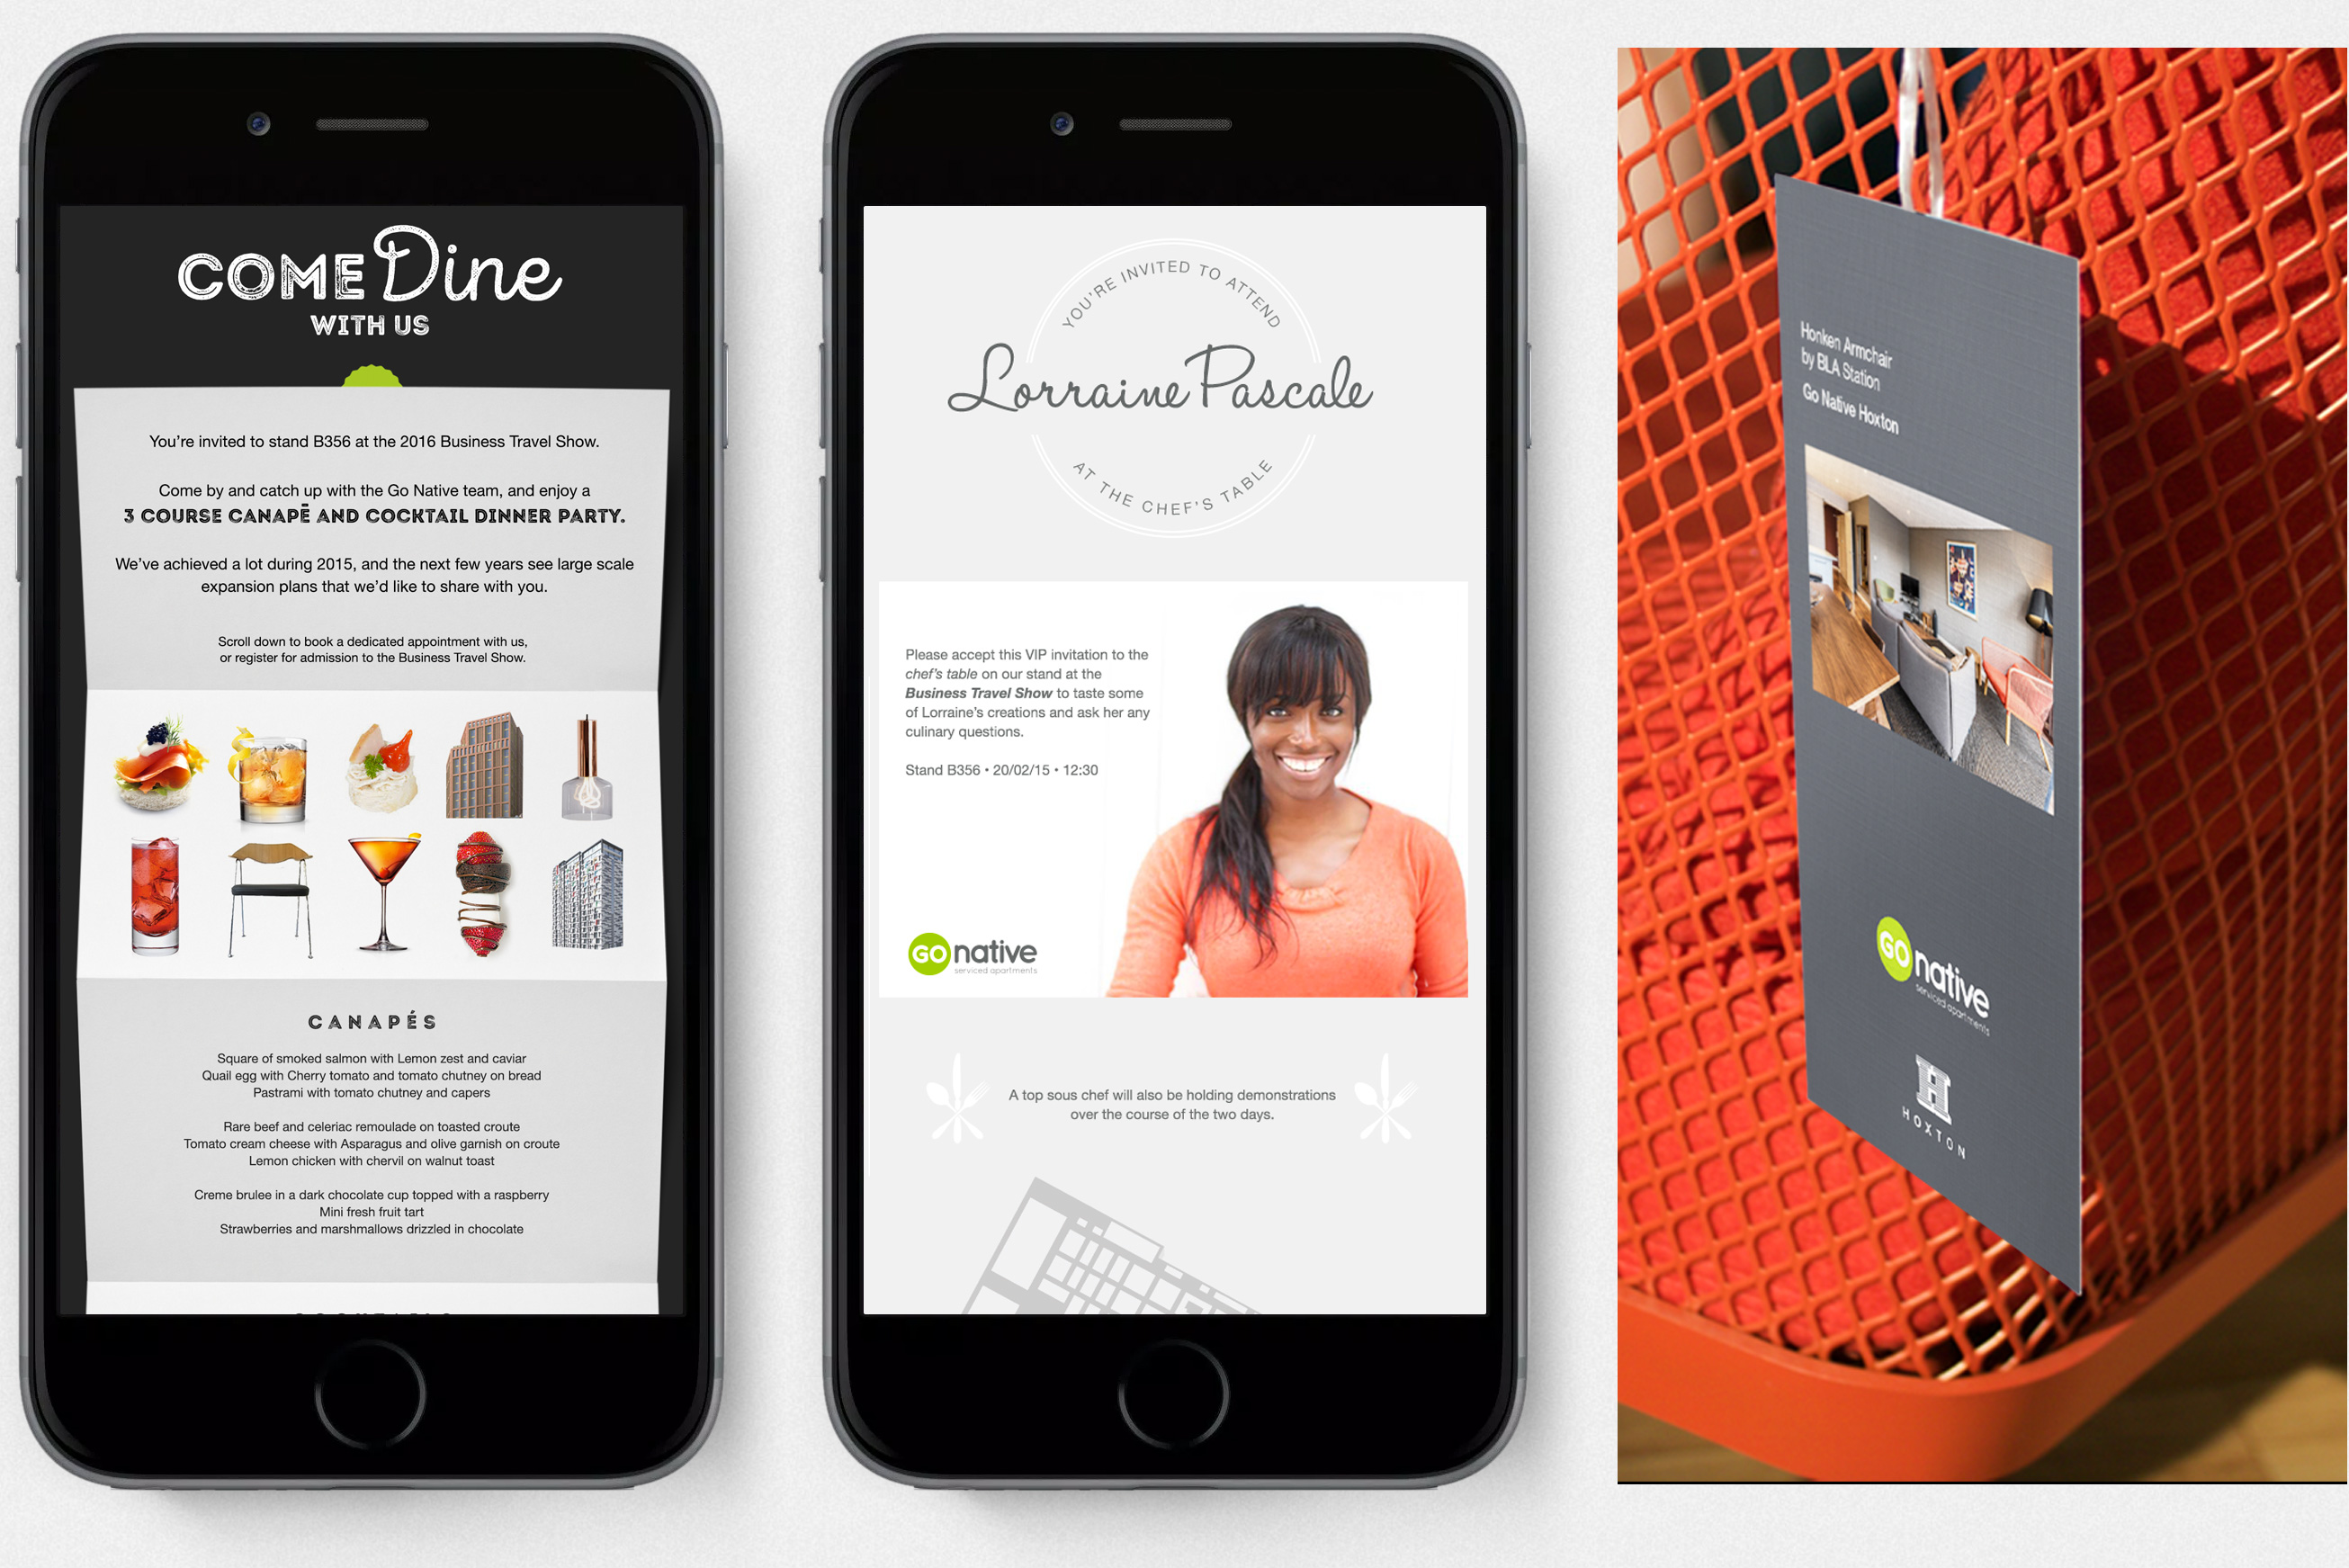 COME Dine
WITH US
You're invited to stand B356 at the 2016 Business Travel Show.
Come by and catch up with the Go Native team, and enjoy a
3 COURSE CANAPĒ AND COCKTAIL DINNER PARTY.
We've achieved a lot during 2015, and the next few years see large scale
expansion plans that we'd like to share with you.
Scroll down to book a dedicated appointment with us,
or register for admission to the Business Travel Show.
CANAPÉS
Square of smoked salmon with Lemon zest and caviar
Quail egg with Cherry tomato and tomato chutney on bread
Pastrami with tomato chutney and capers
Rare beef and celeriac remoulade on toasted croute
Tomato cream cheese with Asparagus and olive garnish on croute
Lemon chicken with chervil on walnut toast
Creme brulee in a dark chocolate cup topped with a raspberry
Mini fresh fruit tart
Strawberries and marshmallows drizzled in chocolate
YOU'RE INVITED TO ATTEND
Lorraine Pascale
AT THE CHEF'S TABLE
Please accept this VIP invitation to the
chef's table on our stand at the
Business Travel Show to taste some
of Lorraine's creations and ask her any
culinary questions.
Stand B356 • 20/02/15 • 12:30
GO native
serviced apartments
A top sous chef will also be holding demonstrations
over the course of the two days.
Honken Armchair
by BLA Station
Go Native Hoxton
GO native
serviced apartments
H
HOXTON